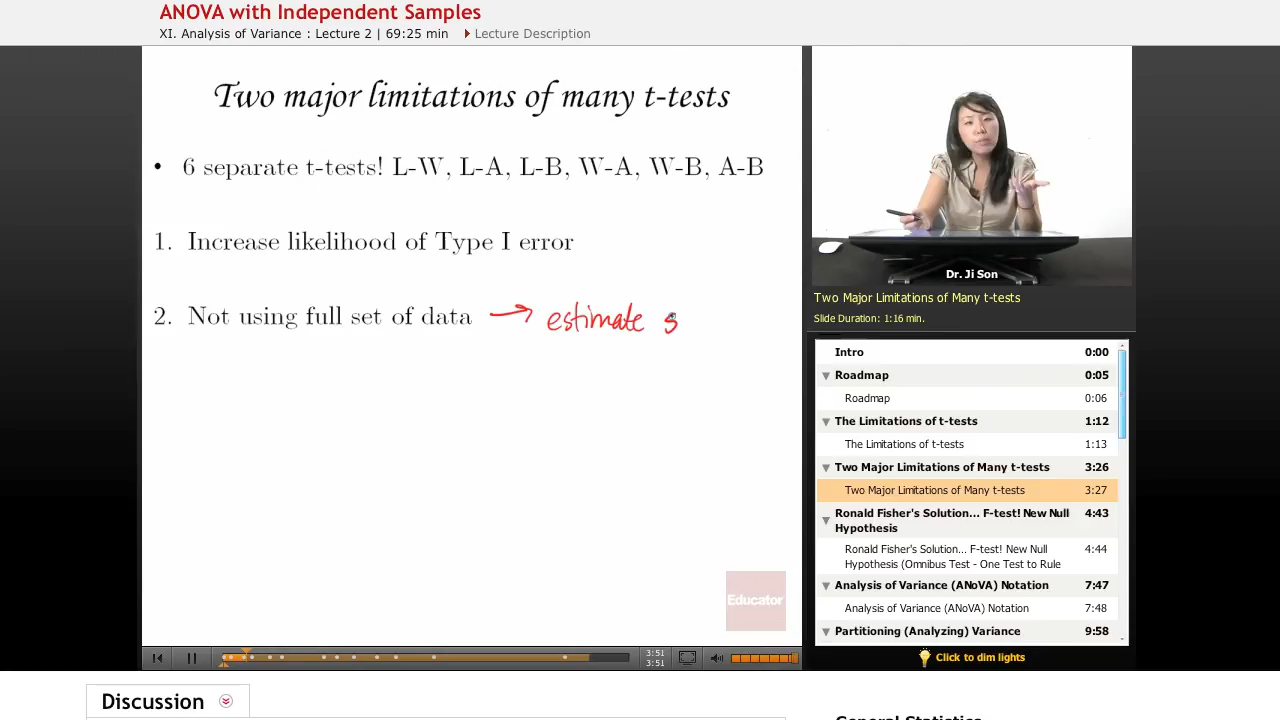 ANOVA with Independent Samples
XI. Analysis of Variance : Lecture 2 | 69:25 min
Lecture Description
Two major limitations of many t-tests
• 6 separate t-tests! L-W, L-A, L-B, W-A, W-B, A-B
1. Increase likelihood of Type I error
2. Not using full set of data → estimate s
Educator
3:51
3:51
Dr. Ji Son
Two Major Limitations of Many t-tests
Slide Duration: 1:16 min.
Intro 0:00
Roadmap 0:05
Roadmap 0:06
The Limitations of t-tests 1:12
The Limitations of t-tests 1:13
Two Major Limitations of Many t-tests 3:26
Two Major Limitations of Many t-tests 3:27
Ronald Fisher's Solution... F-test! New Null 4:43
Hypothesis
Ronald Fisher's Solution... F-test! New Null 4:44
Hypothesis (Omnibus Test - One Test to Rule
Analysis of Variance (ANoVA) Notation 7:47
Analysis of Variance (ANoVA) Notation 7:48
Partitioning (Analyzing) Variance 9:58
Click to dim lights
Discussion
General Statistics